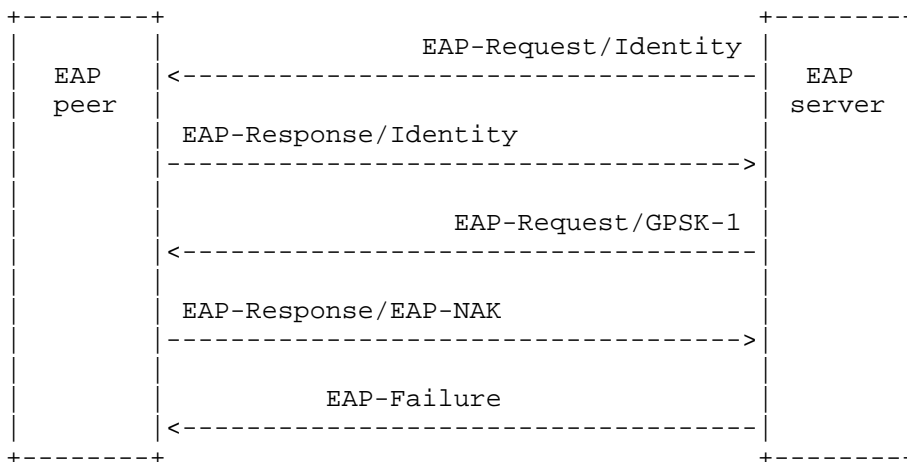 EAP-Request/Identity
EAP EAP
peer server
EAP-Response/Identity
EAP-Request/GPSK-1
EAP-Response/EAP-NAK
EAP-Failure